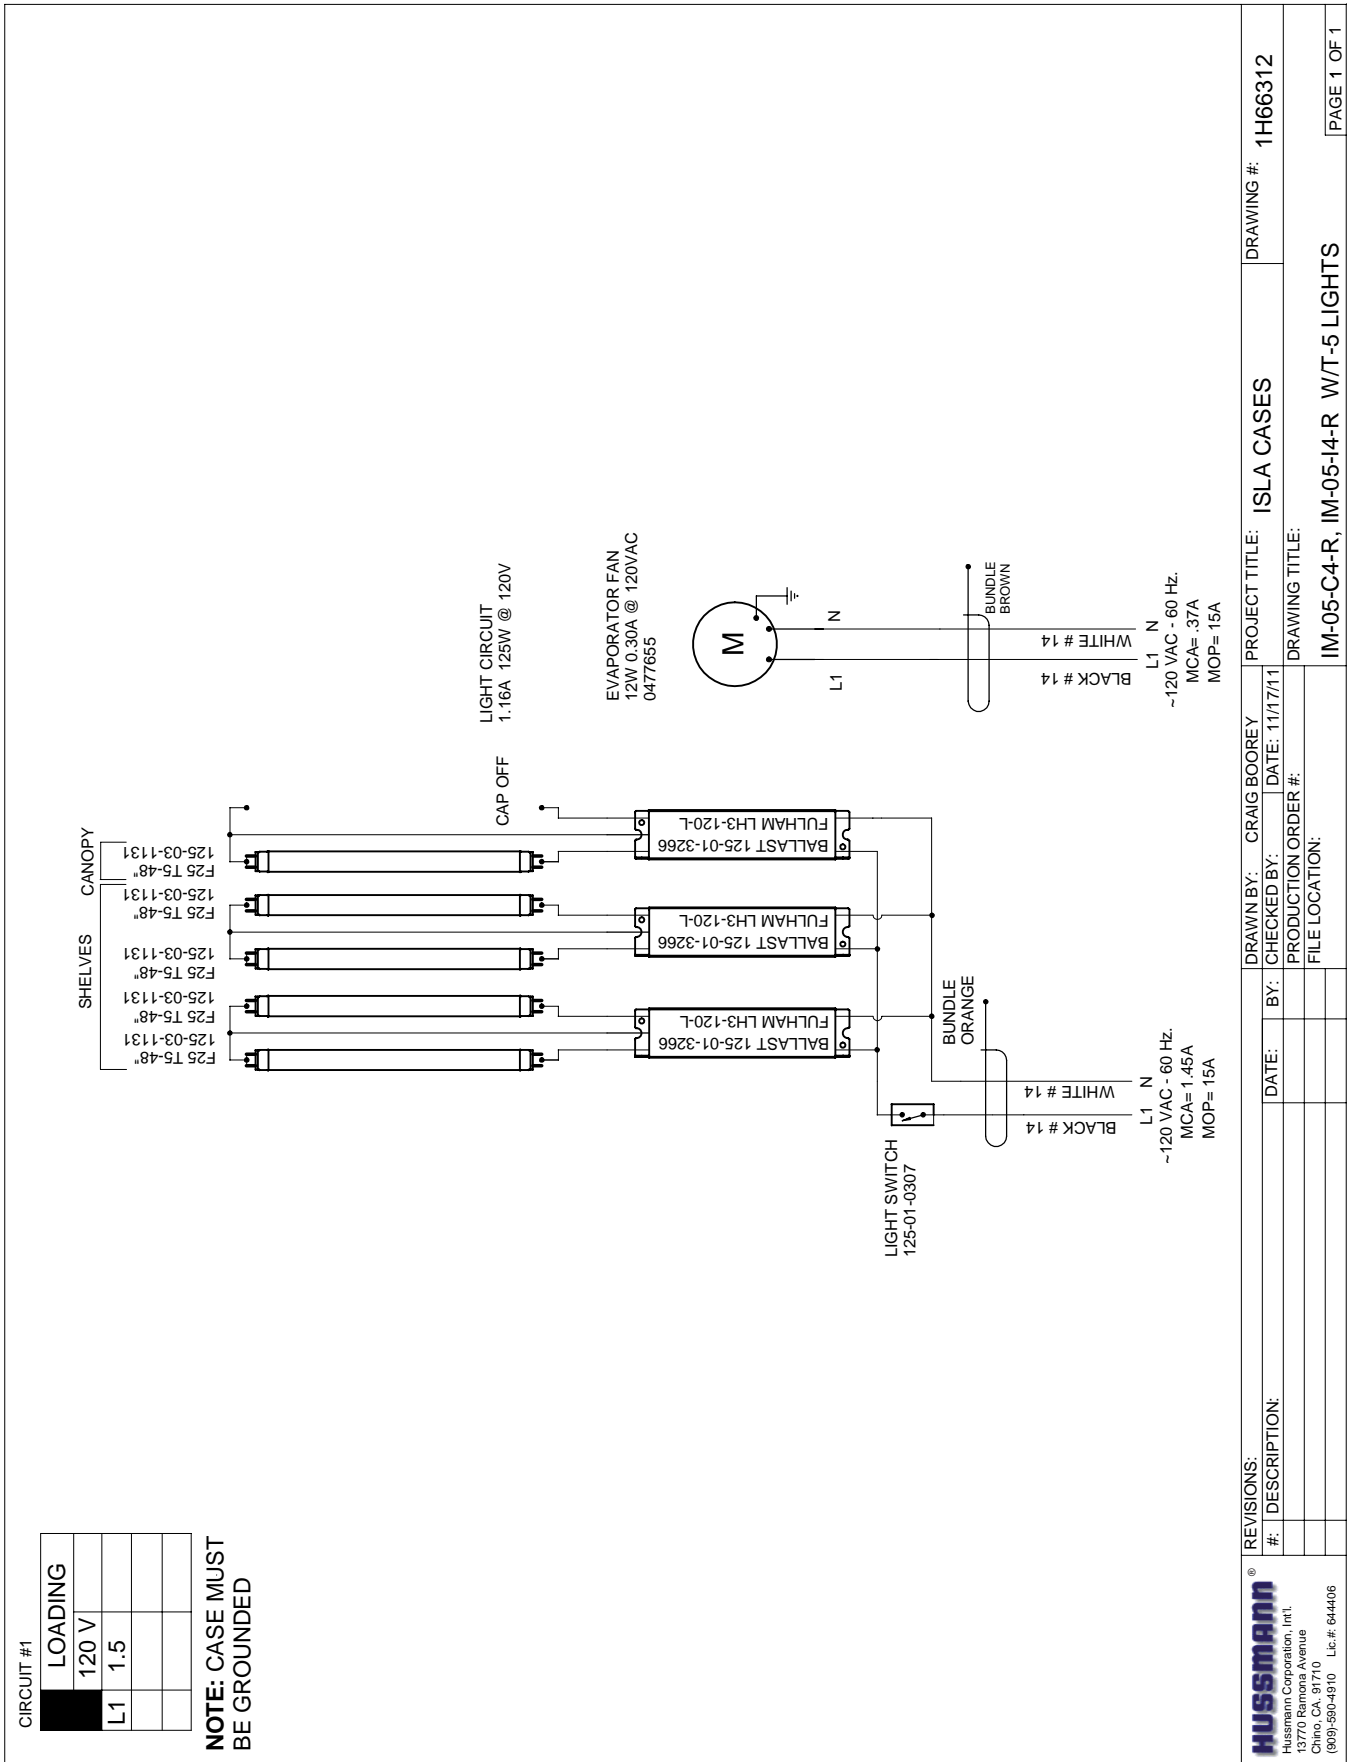 CIRCUIT #1
LOADING
120 V
L1 1.5
NOTE: CASE MUST
BE GROUNDED
SHELVES
CANOPY
F25 T5-48"
125-03-1131
F25 T5-48"
125-03-1131
F25 T5-48"
125-03-1131
F25 T5-48"
125-03-1131
F25 T5-48"
125-03-1131
CAP OFF
LIGHT CIRCUIT
1.16A 125W @ 120V
EVAPORATOR FAN
12W 0.30A @ 120VAC
0477655
BALLAST 125-01-3266
FULHAM LH3-120-L
BALLAST 125-01-3266
FULHAM LH3-120-L
BALLAST 125-01-3266
FULHAM LH3-120-L
M
L1
N
LIGHT SWITCH
125-01-0307
BUNDLE
ORANGE
BLACK # 14
WHITE # 14
L1 N
~120 VAC - 60 Hz.
MCA= 1.45A
MOP= 15A
BUNDLE
BROWN
BLACK # 14
WHITE # 14
L1 N
~120 VAC - 60 Hz.
MCA= .37A
MOP= 15A
HUSSMANN ®
Hussmann Corporation, Int'l.
13770 Ramona Avenue
Chino, CA. 91710
(909)-590-4910 Lic.#: 644406
REVISIONS:
#: DESCRIPTION: DATE: BY:
DRAWN BY: CRAIG BOOREY
CHECKED BY: DATE: 11/17/11
PRODUCTION ORDER #:
FILE LOCATION:
PROJECT TITLE: ISLA CASES
DRAWING #: 1H66312
DRAWING TITLE:
IM-05-C4-R, IM-05-I4-R W/T-5 LIGHTS
PAGE 1 OF 1